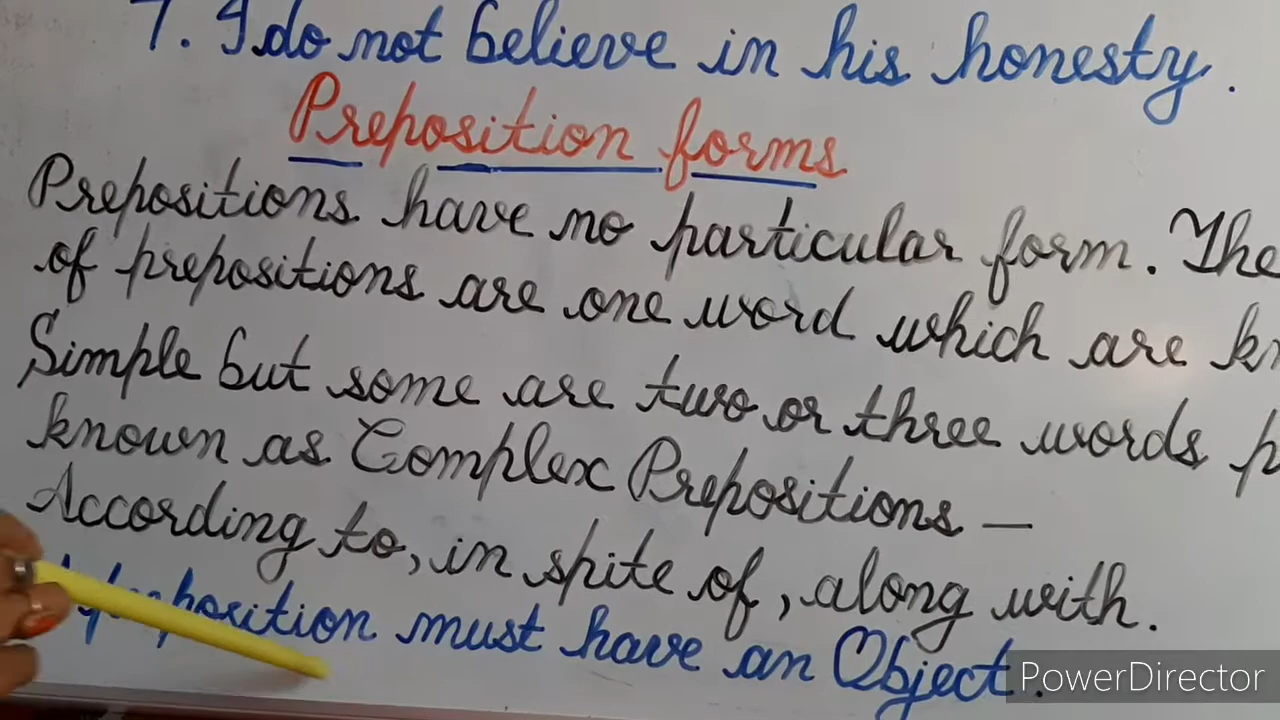 7. I do not believe in his honesty.
Preposition forms
Prepositions have no particular form. The
of prepositions are one word which are
Simple but some are two or three words
known as Complex Prepositions —
According to, in spite of, along with.
A preposition must have an Object.
PowerDirector